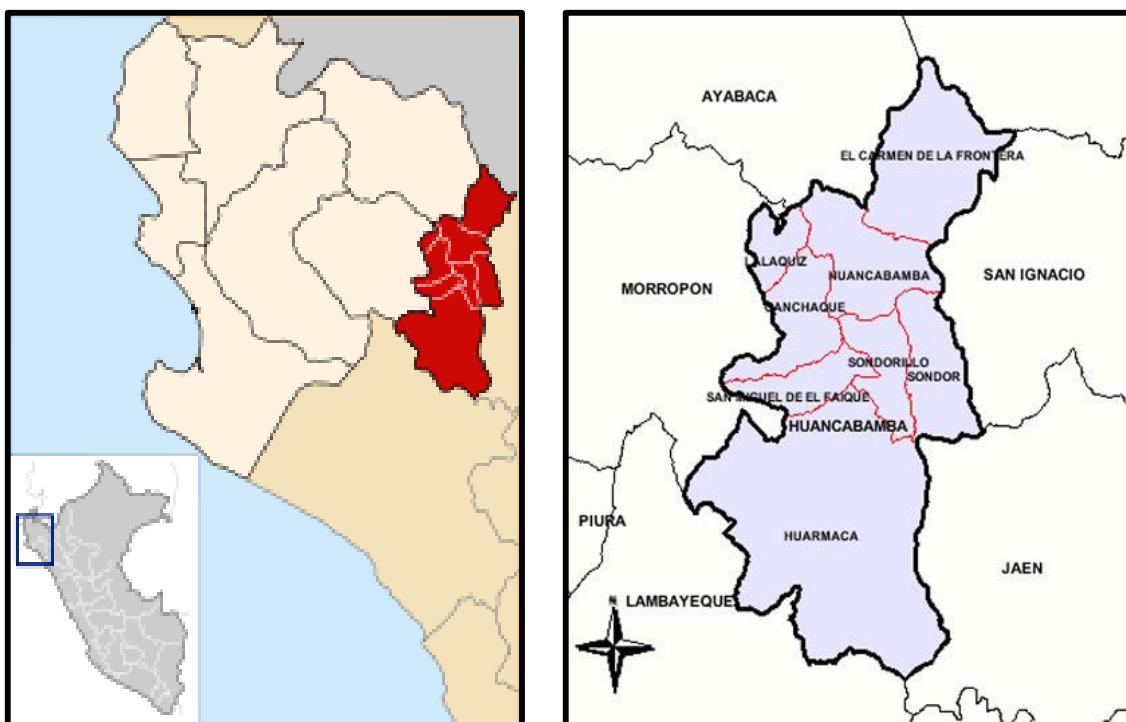 AYABACA
EL CARMEN DE LA FRONTERA
LALAQUIZ
HUANCABAMBA
SAN IGNACIO
MORROPON
CANCHAQUE
SONDORILLO
SONDOR
SAN MIGUEL DE EL FAIQUE
HUANCABAMBA
PIURA
HUARMACA
JAEN
N
LAMBAYEQUE